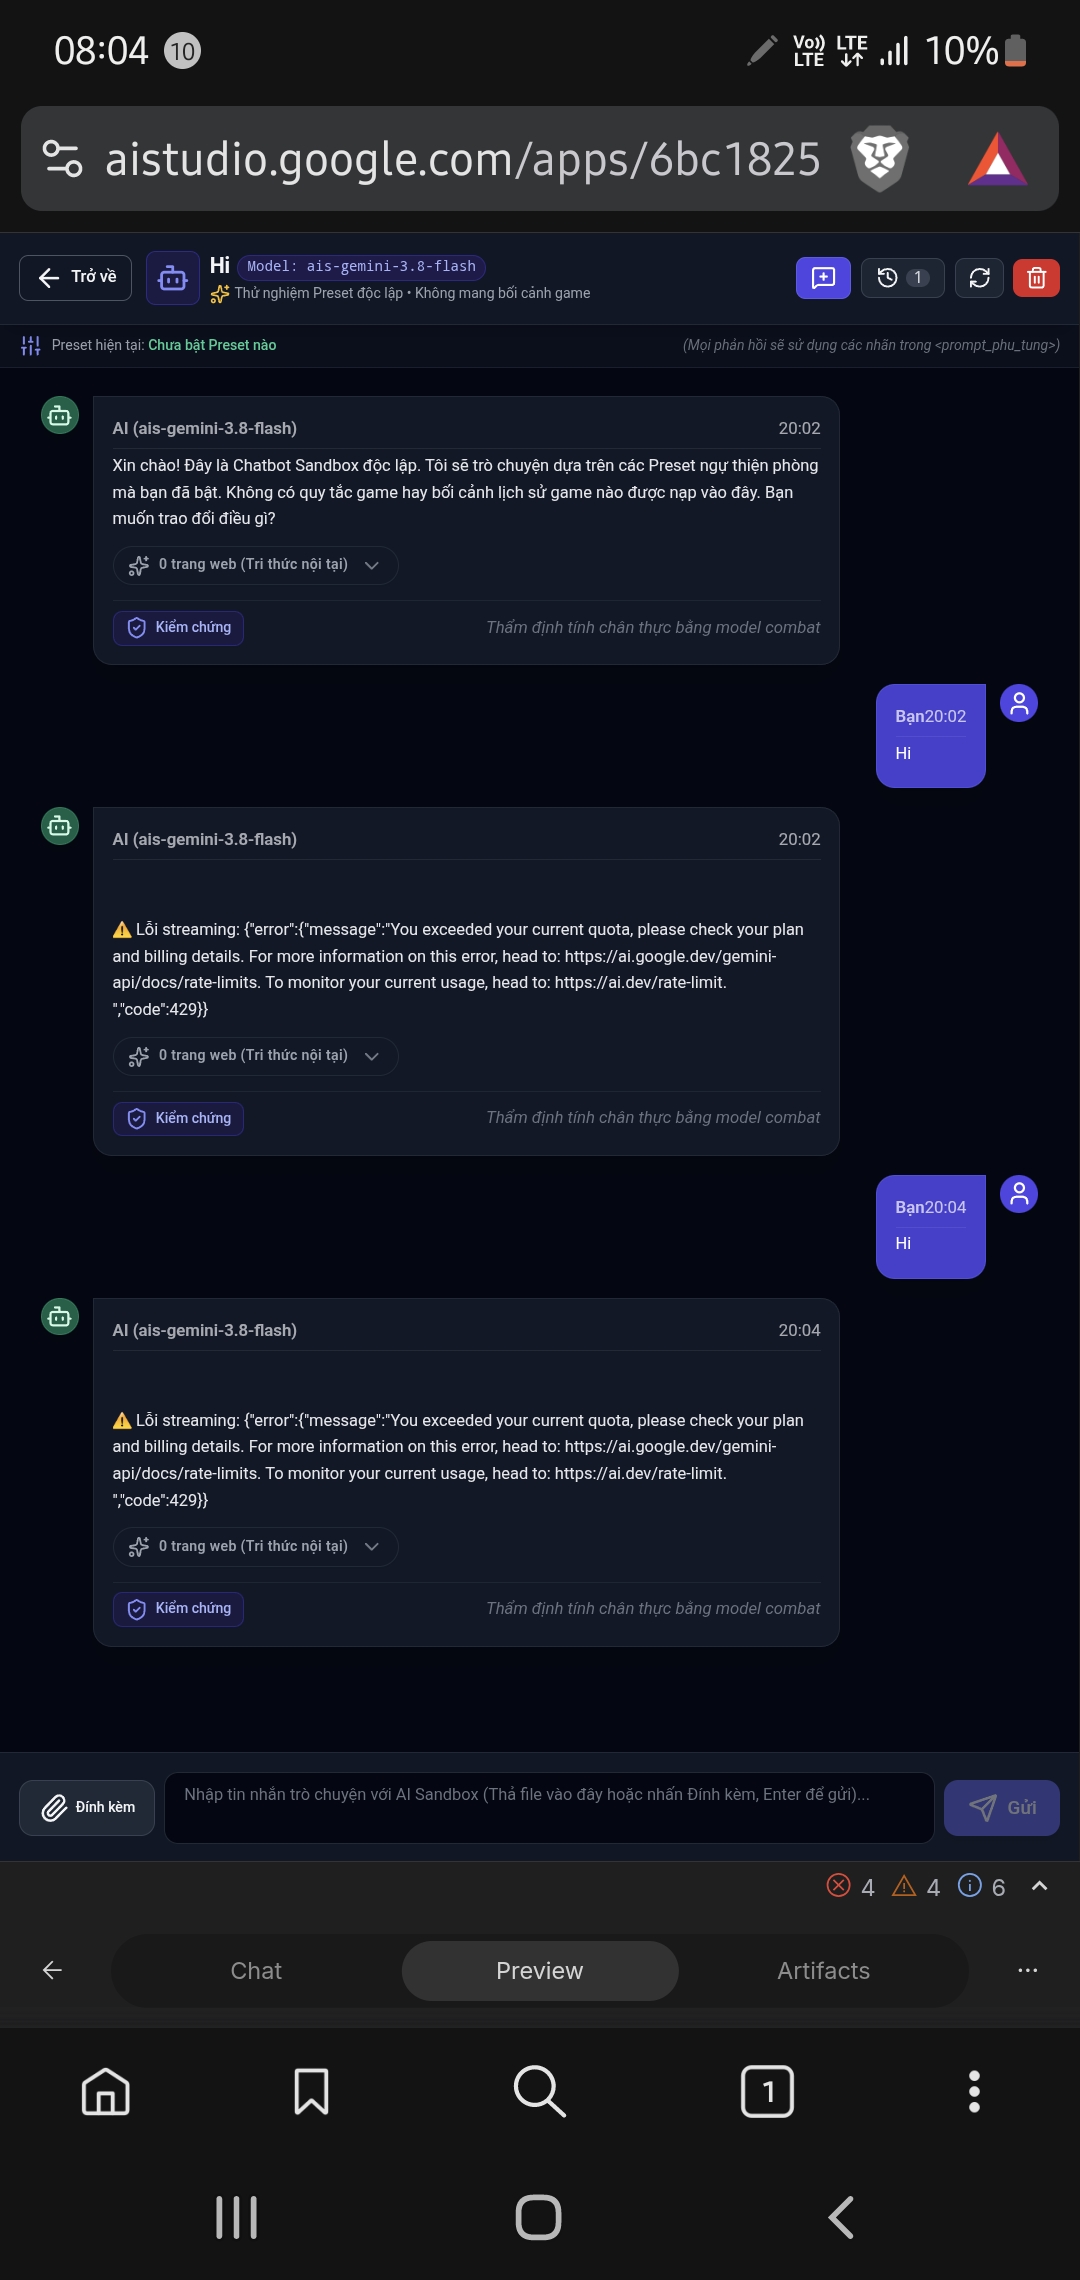 08:04 10 Vo)) LTE LTE 10%
aistudio.google.com/apps/6bc1825
Trở về
Hi Model: ais-gemini-3.8-flash
Thử nghiệm Preset độc lập • Không mang bối cảnh game
1
Preset hiện tại: Chưa bật Preset nào
(Mọi phản hồi sẽ sử dụng các nhãn trong <prompt_phu_tung>)
AI (ais-gemini-3.8-flash) 20:02
Xin chào! Đây là Chatbot Sandbox độc lập. Tôi sẽ trò chuyện dựa trên các Preset ngự thiện phòng
mà bạn đã bật. Không có quy tắc game hay bối cảnh lịch sử game nào được nạp vào đây. Bạn
muốn trao đổi điều gì?
0 trang web (Tri thức nội tại)
Kiểm chứng Thẩm định tính chân thực bằng model combat
Bạn20:02
Hi
AI (ais-gemini-3.8-flash) 20:02
Lỗi streaming: {"error":{"message":"You exceeded your current quota, please check your plan
and billing details. For more information on this error, head to: https://ai.google.dev/gemini-
api/docs/rate-limits. To monitor your current usage, head to: https://ai.dev/rate-limit.
","code":429}}
0 trang web (Tri thức nội tại)
Kiểm chứng Thẩm định tính chân thực bằng model combat
Bạn20:04
Hi
AI (ais-gemini-3.8-flash) 20:04
Lỗi streaming: {"error":{"message":"You exceeded your current quota, please check your plan
and billing details. For more information on this error, head to: https://ai.google.dev/gemini-
api/docs/rate-limits. To monitor your current usage, head to: https://ai.dev/rate-limit.
","code":429}}
0 trang web (Tri thức nội tại)
Kiểm chứng Thẩm định tính chân thực bằng model combat
Đính kèm
Nhập tin nhắn trò chuyện với AI Sandbox (Thả file vào đây hoặc nhấn Đính kèm, Enter để gửi)...
Gửi
4 4 6
Chat Preview Artifacts
1